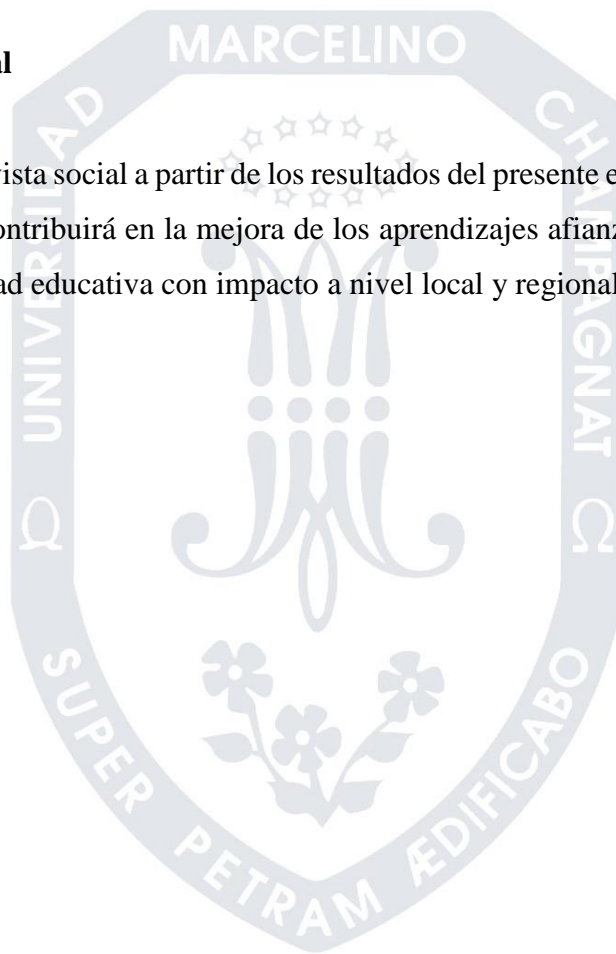 MARCELINO
al
vista social a partir de los resultados del presente e
ontribuirá en la mejora de los aprendizajes afianz
ad educativa con impacto a nivel local y regional
UNIVERSIDAD
CHAMPAGNAT
SUPER PETRAM ÆDIFICABO